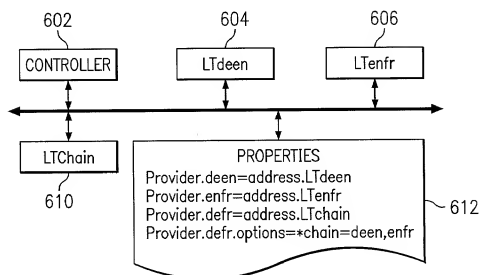 602
604
606
CONTROLLER
LTdeen
LTenfr
LTChain
610
PROPERTIES
Provider.deen=address.LTdeen
Provider.enfr=address.LTenfr
Provider.defr=address.LTchain
Provider.defr.options=*chain=deen,enfr
612